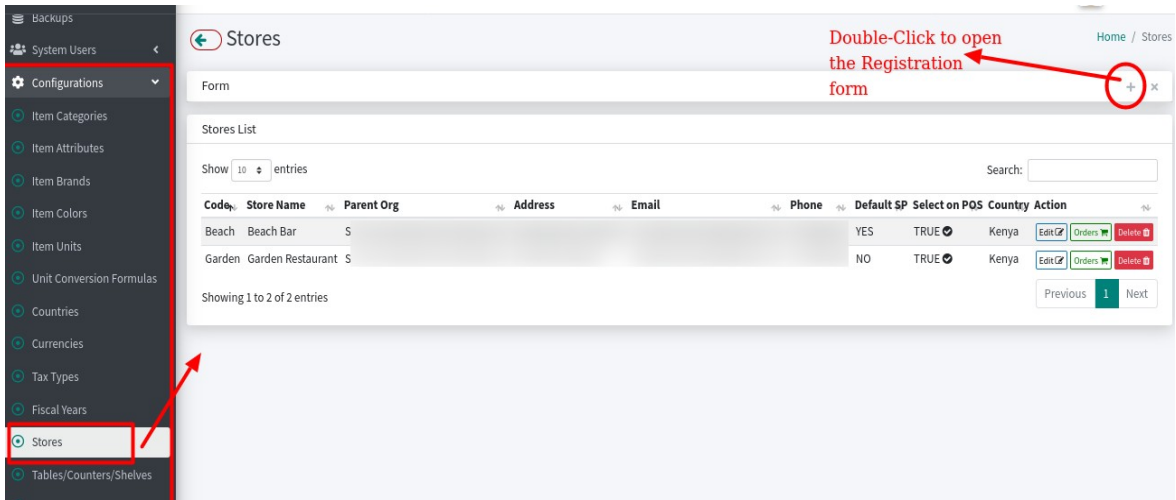 Backups
System Users
Configurations
Item Categories
Item Attributes
Item Brands
Item Colors
Item Units
Unit Conversion Formulas
Countries
Currencies
Tax Types
Fiscal Years
Stores
Tables/Counters/Shelves
Stores
Home / Stores
Double-Click to open
the Registration
form
Form
Stores List
Show 10 entries
Search:
Code Store Name Parent Org Address Email Phone Default SP Select on POS Country Action
Beach Beach Bar S YES TRUE Kenya Edit Orders Delete
Garden Garden Restaurant S NO TRUE Kenya Edit Orders Delete
Showing 1 to 2 of 2 entries
Previous 1 Next